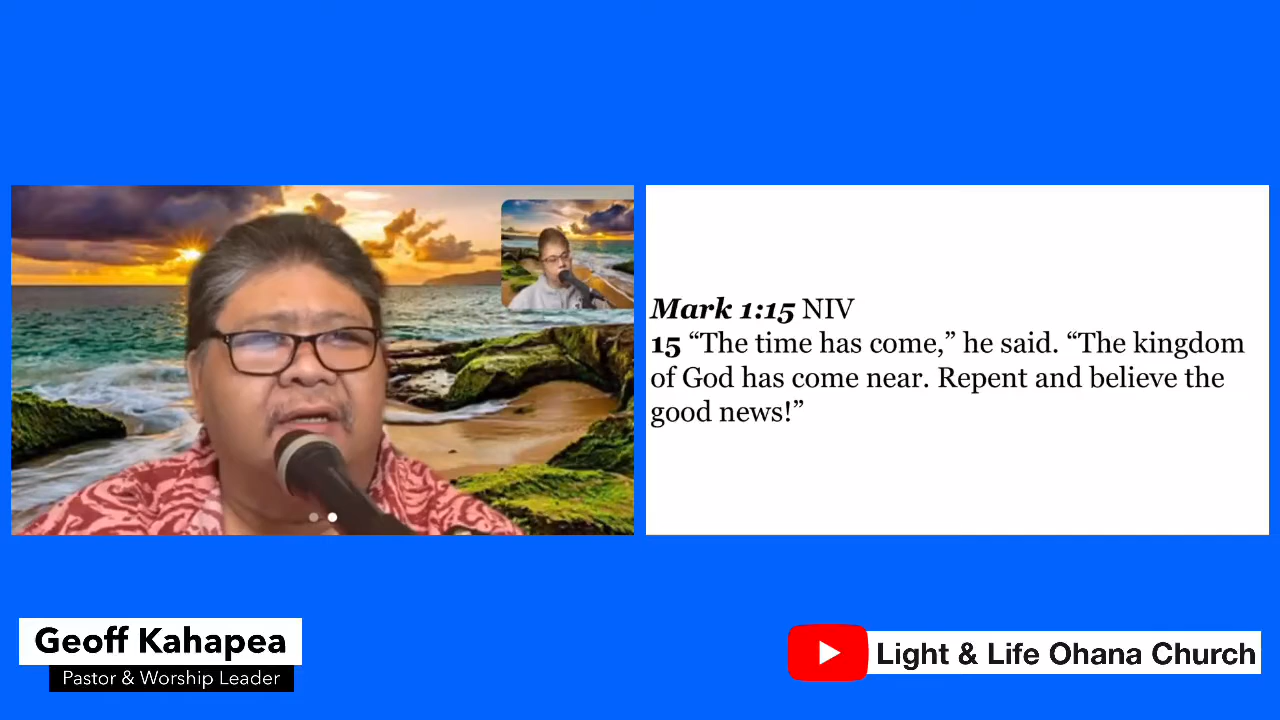 Mark 1:15 NIV
15 “The time has come,” he said. “The kingdom
of God has come near. Repent and believe the
good news!”
Geoff Kahapea
Pastor & Worship Leader
Light & Life Ohana Church